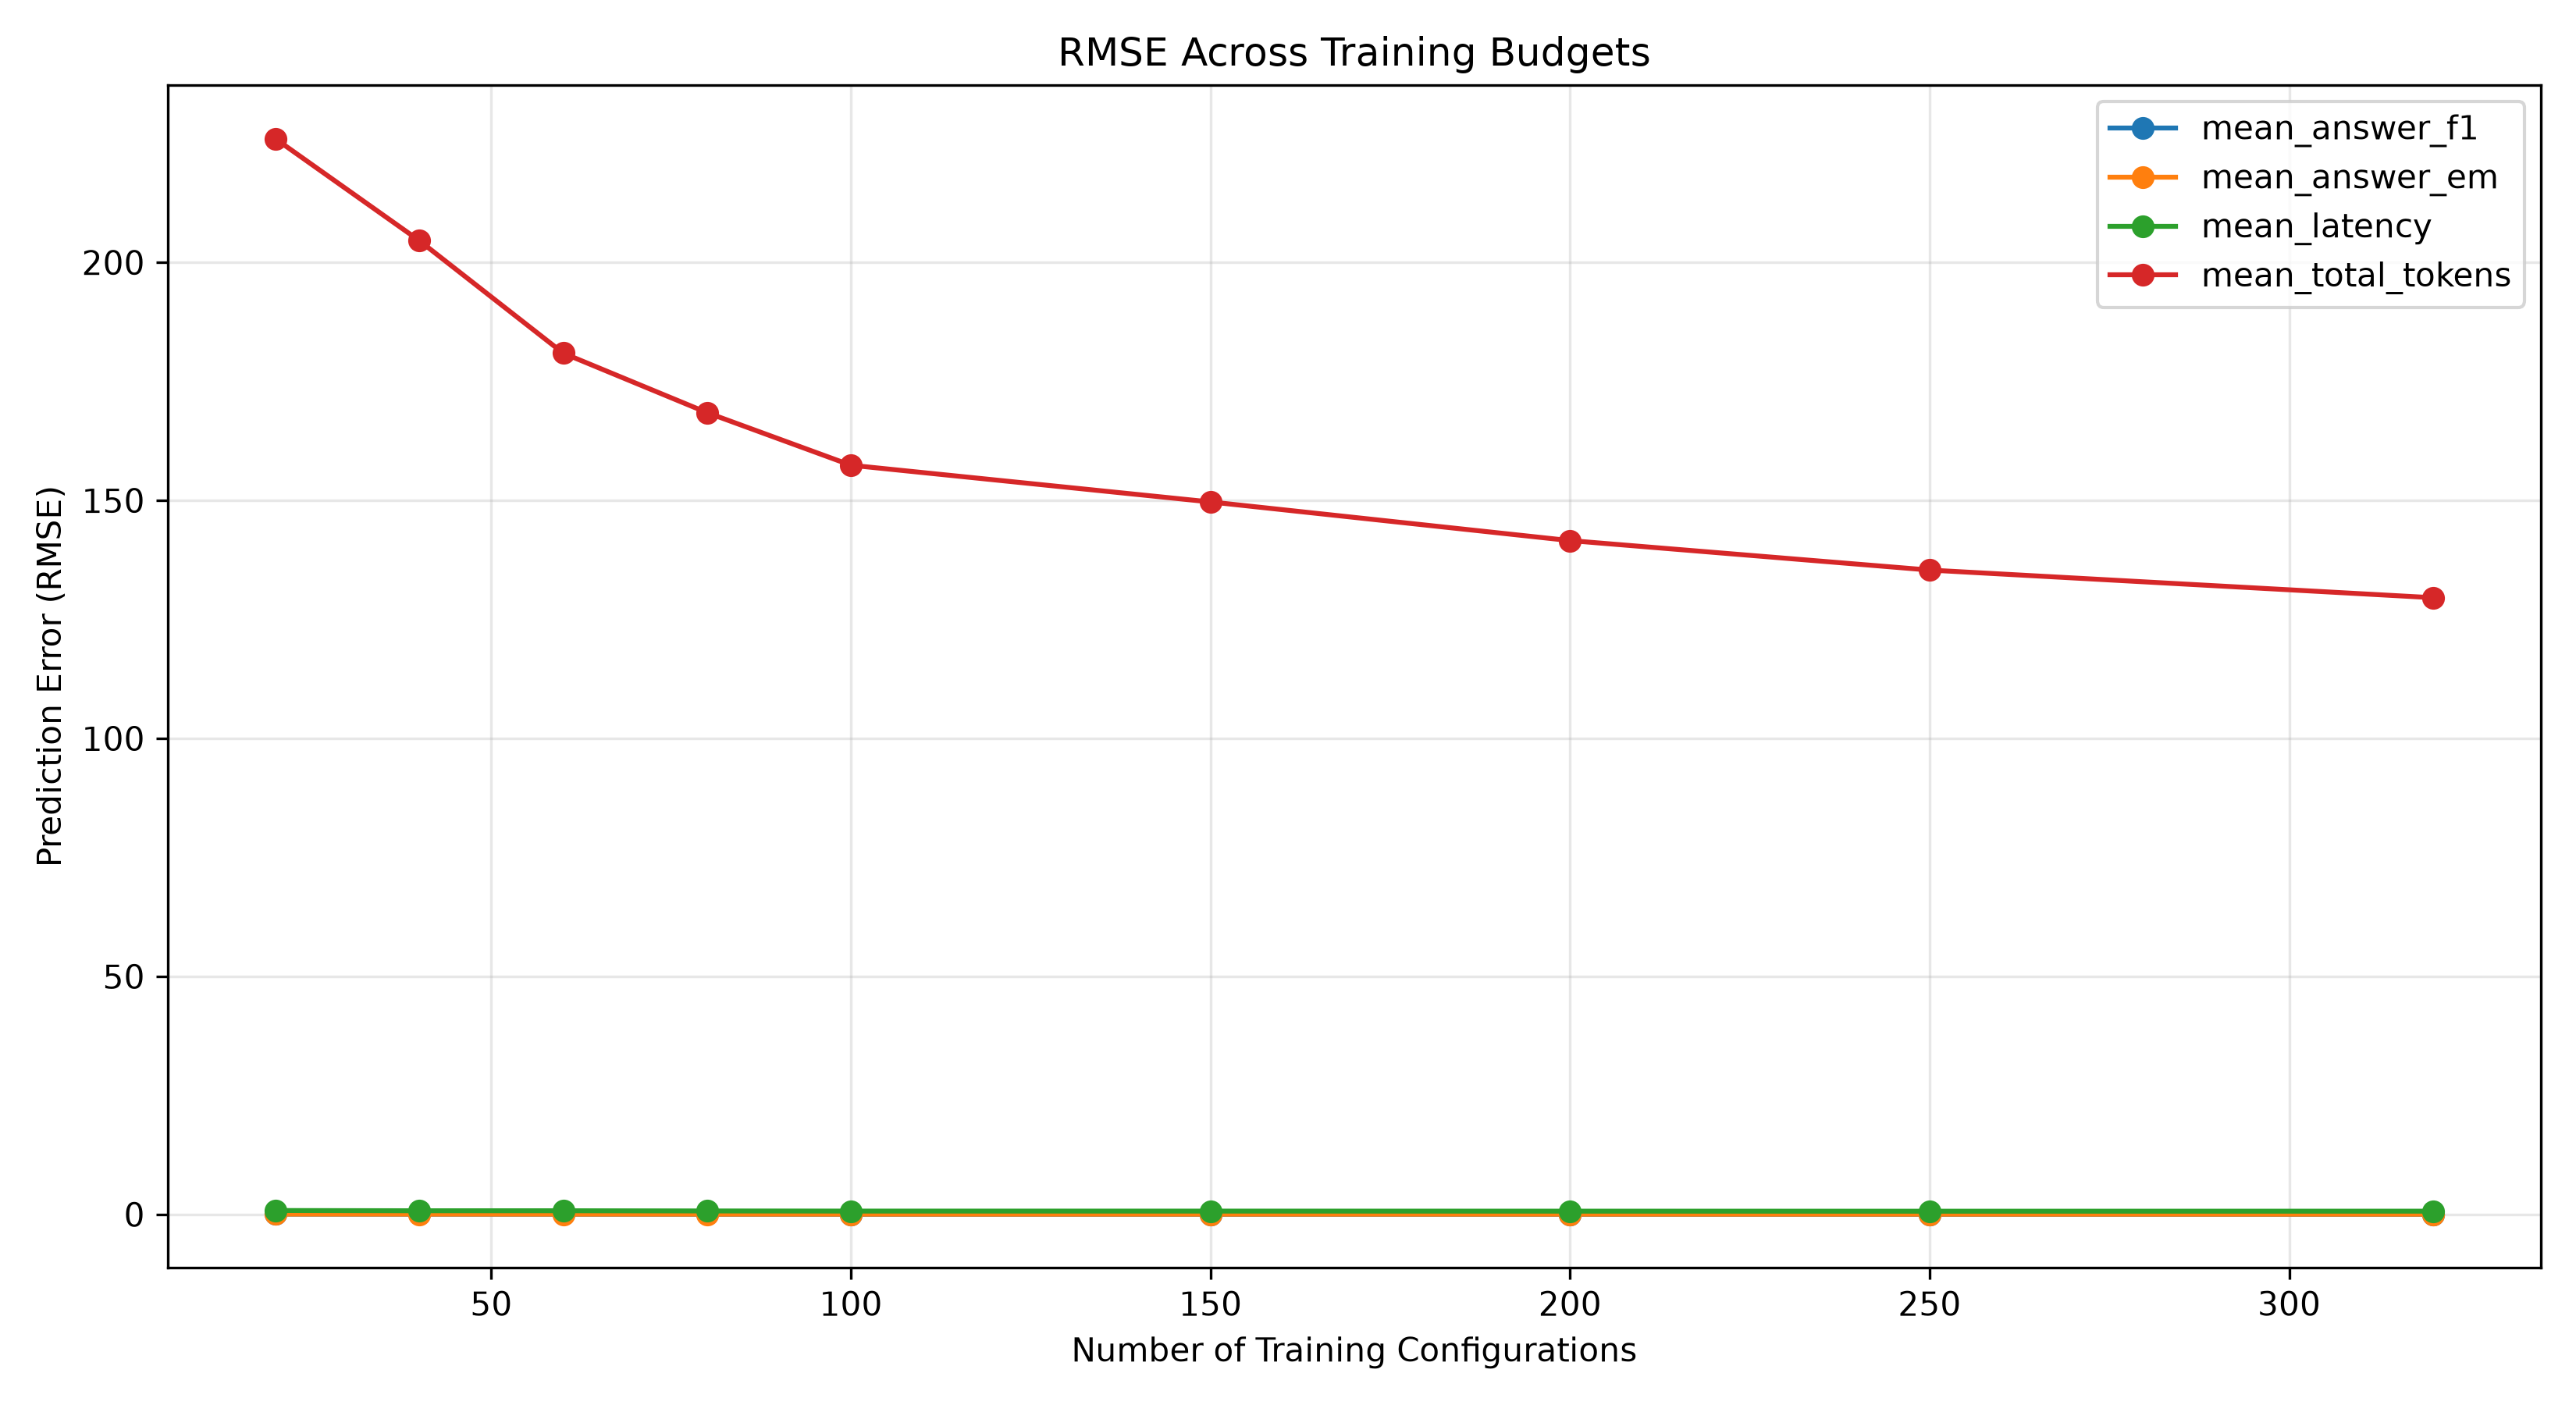 RMSE Across Training Budgets
mean_answer_f1
mean_answer_em
mean_latency
mean_total_tokens
Prediction Error (RMSE)
200
150
100
50
0
50 100 150 200 250 300
Number of Training Configurations